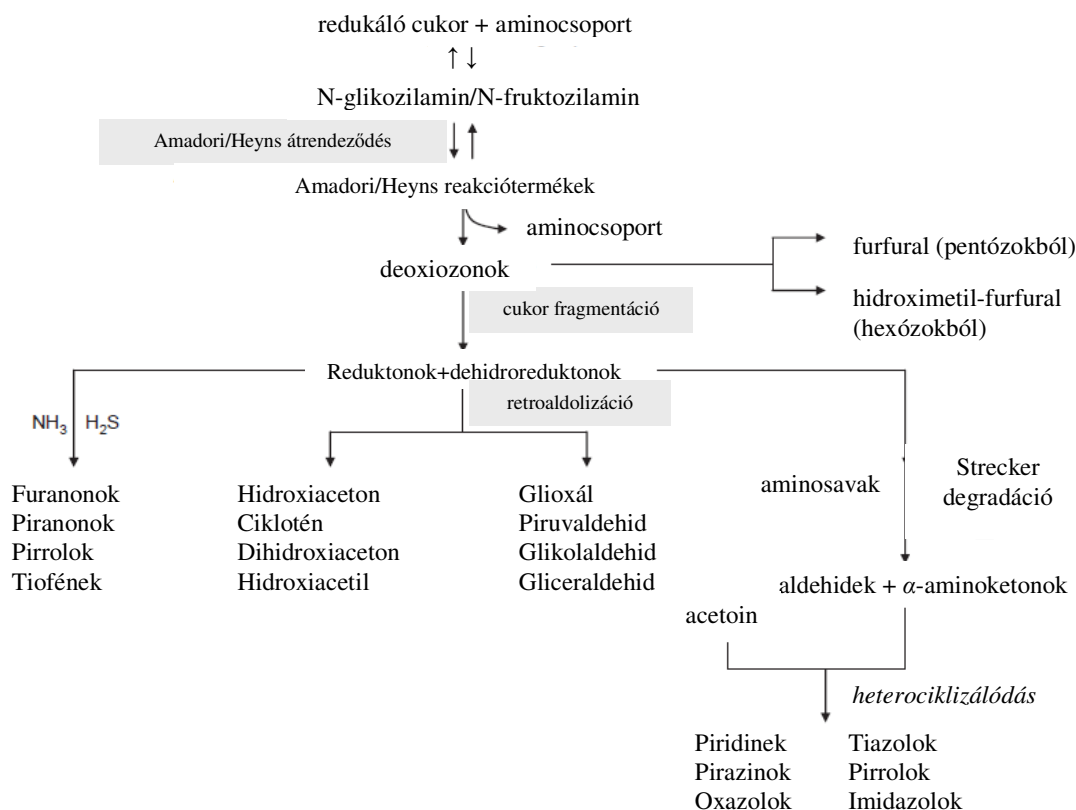 redukáló cukor + aminocsoport
↑ ↓
N-glikozilamin/N-fruktozilamin
Amadori/Heyns átrendeződés
Amadori/Heyns reakciótermékek
aminocsoport
deoxiozonok
furfural (pentózokból)
hidroximetil-furfural
(hexózokból)
cukor fragmentáció
Reduktonok+dehidroreduktonok
retroaldolizáció
NH3 H2S
Furanonok
Piranonok
Pirrolok
Tiofének
Hidroxiaceton
Ciklotén
Dihidroxiaceton
Hidroxiacetil
Glioxál
Piruvaldehid
Glikolaldehid
Gliceraldehid
aminosavak
Strecker
degradáció
aldehidek + α-aminoketonok
acetoin
heterociklizálódás
Piridinek
Pirazinok
Oxazolok
Tiazolok
Pirrolok
Imidazolok